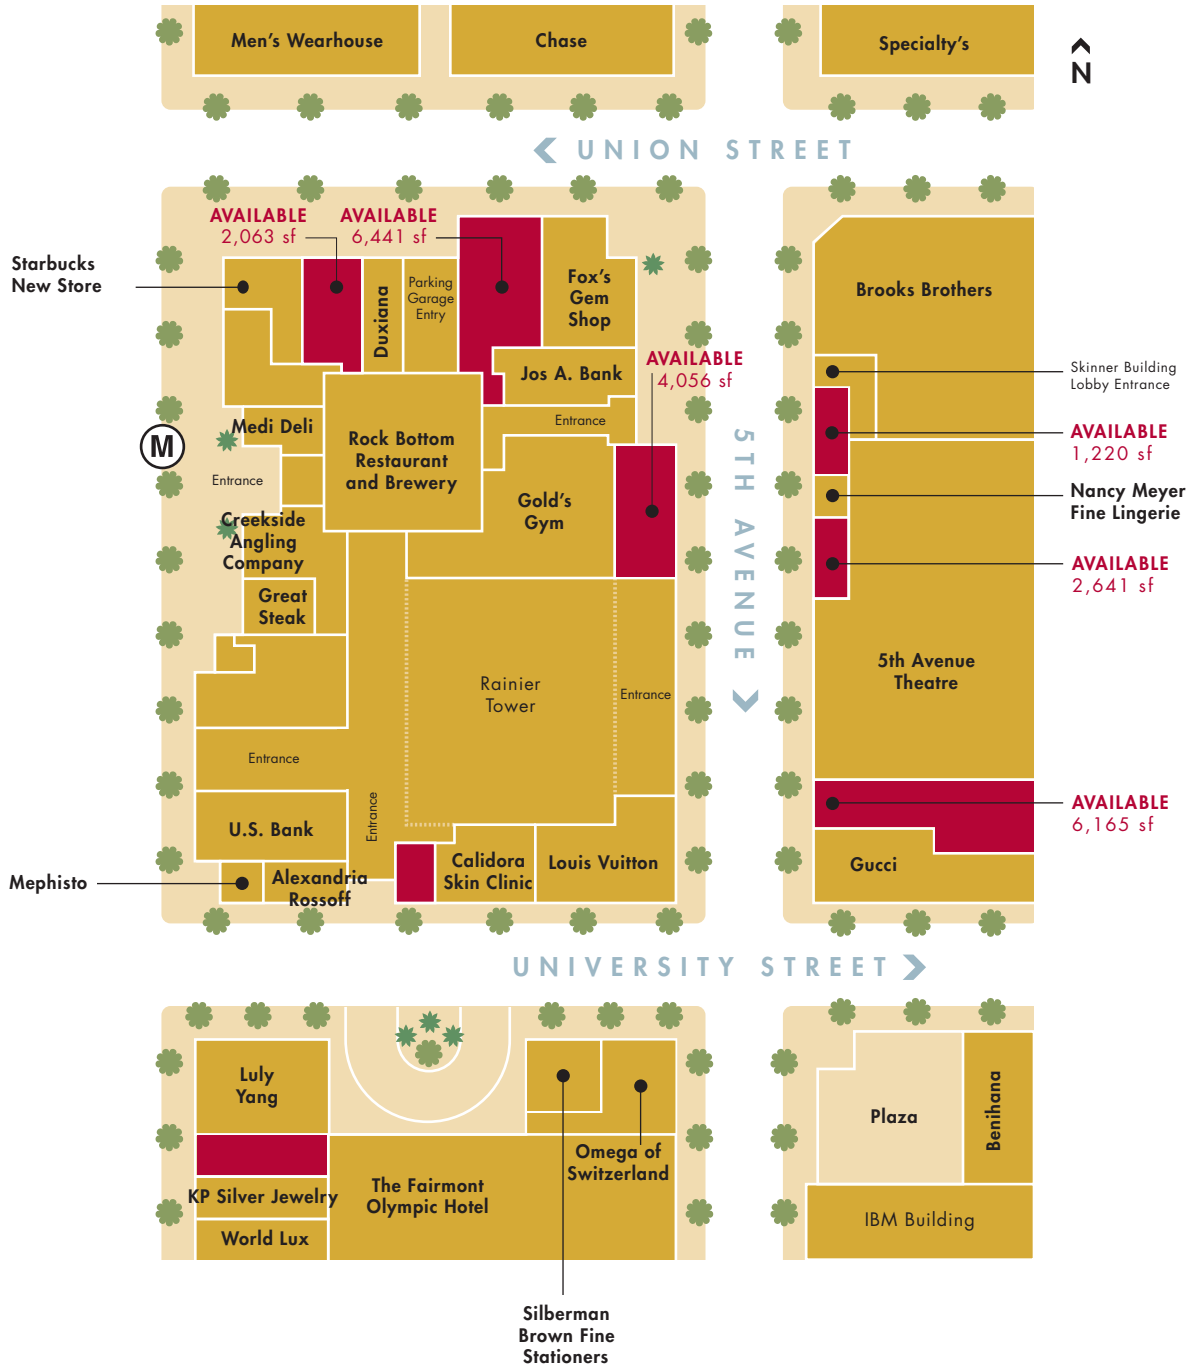 Men's Wearhouse
Chase
Specialty's
N
UNION STREET
AVAILABLE
2,063 sf
AVAILABLE
6,441 sf
Starbucks
New Store
Duxiana
Parking
Garage
Entry
Fox's
Gem
Shop
Brooks Brothers
Jos A. Bank
AVAILABLE
4,056 sf
Skinner Building
Lobby Entrance
Medi Deli
Entrance
M
Rock Bottom
Restaurant
and Brewery
AVAILABLE
1,220 sf
Entrance
Gold's
Gym
5TH AVENUE
Nancy Meyer
Fine Lingerie
Creekside
Angling
Company
AVAILABLE
2,641 sf
Great
Steak
Rainier
Tower
Entrance
5th Avenue
Theatre
Entrance
Entrance
AVAILABLE
6,165 sf
U.S. Bank
Mephisto
Alexandria
Rossoff
Calidora
Skin Clinic
Louis Vuitton
Gucci
UNIVERSITY STREET
Luly
Yang
Plaza
Benihana
Omega of
Switzerland
KP Silver Jewelry
The Fairmont
Olympic Hotel
World Lux
IBM Building
Silberman
Brown Fine
Stationers